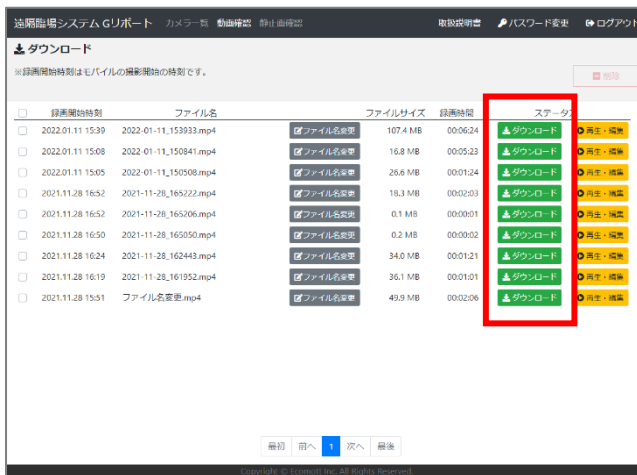 遠隔臨場システム Gリポート カメラ一覧 動画確認 静止画確認 取扱説明書 パスワード変更 ログアウト
ダウンロード
※録画開始時刻はモバイルの撮影開始の時刻です。
削除
録画開始時刻 ファイル名 ファイルサイズ 録画時間 ステータス
2022.01.11 15:39 2022-01-11_153933.mp4 ファイル名変更 107.4 MB 00:06:24 ダウンロード 再生・編集
2022.01.11 15:08 2022-01-11_150841.mp4 ファイル名変更 16.8 MB 00:05:23 ダウンロード 再生・編集
2022.01.11 15:05 2022-01-11_150508.mp4 ファイル名変更 26.6 MB 00:01:24 ダウンロード 再生・編集
2021.11.28 16:52 2021-11-28_165222.mp4 ファイル名変更 18.3 MB 00:02:03 ダウンロード 再生・編集
2021.11.28 16:52 2021-11-28_165206.mp4 ファイル名変更 0.1 MB 00:00:01 ダウンロード 再生・編集
2021.11.28 16:50 2021-11-28_165050.mp4 ファイル名変更 0.2 MB 00:00:02 ダウンロード 再生・編集
2021.11.28 16:24 2021-11-28_162443.mp4 ファイル名変更 34.0 MB 00:01:21 ダウンロード 再生・編集
2021.11.28 16:19 2021-11-28_161952.mp4 ファイル名変更 36.1 MB 00:01:01 ダウンロード 再生・編集
2021.11.28 15:51 ファイル名変更.mp4 ファイル名変更 49.9 MB 00:02:06 ダウンロード 再生・編集
最初 前へ 1 次へ 最後
Copyright © Ecomott Inc. All Rights Reserved.